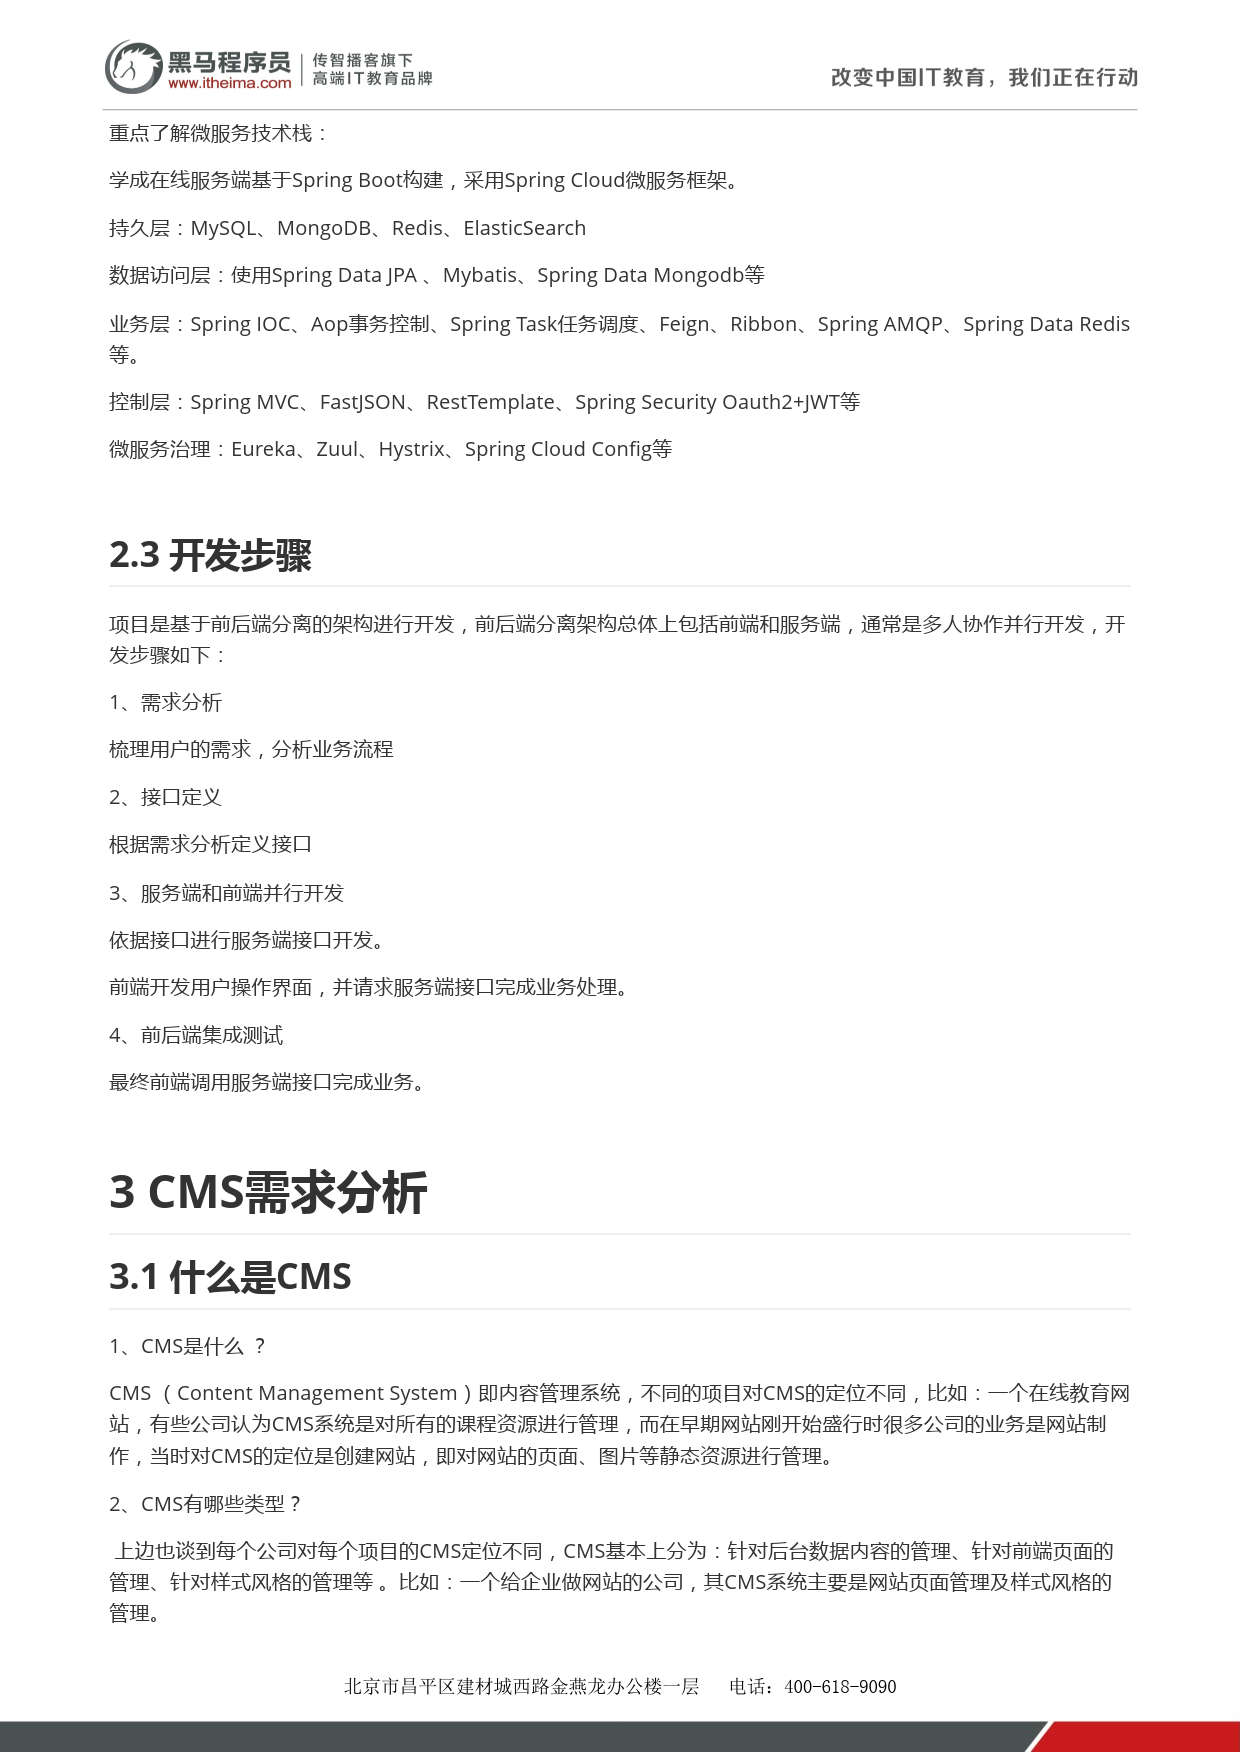 黑马程序员
www.itheima.com
传智播客旗下
高端IT教育品牌
改变中国IT教育，我们正在行动
重点了解微服务技术栈：
学成在线服务端基于Spring Boot构建，采用Spring Cloud微服务框架。
持久层：MySQL、MongoDB、Redis、ElasticSearch
数据访问层：使用Spring Data JPA 、Mybatis、Spring Data Mongodb等
业务层：Spring IOC、Aop事务控制、Spring Task任务调度、Feign、Ribbon、Spring AMQP、Spring Data Redis
等。
控制层：Spring MVC、FastJSON、RestTemplate、Spring Security Oauth2+JWT等
微服务治理：Eureka、Zuul、Hystrix、Spring Cloud Config等
2.3 开发步骤
项目是基于前后端分离的架构进行开发，前后端分离架构总体上包括前端和服务端，通常是多人协作并行开发，开
发步骤如下：
1、需求分析
梳理用户的需求，分析业务流程
2、接口定义
根据需求分析定义接口
3、服务端和前端并行开发
依据接口进行服务端接口开发。
前端开发用户操作界面，并请求服务端接口完成业务处理。
4、前后端集成测试
最终前端调用服务端接口完成业务。
3 CMS需求分析
3.1 什么是CMS
1、CMS是什么 ？
CMS （Content Management System）即内容管理系统，不同的项目对CMS的定位不同，比如：一个在线教育网
站，有些公司认为CMS系统是对所有的课程资源进行管理，而在早期网站刚开始盛行时很多公司的业务是网站制
作，当时对CMS的定位是创建网站，即对网站的页面、图片等静态资源进行管理。
2、CMS有哪些类型？
上边也谈到每个公司对每个项目的CMS定位不同，CMS基本上分为：针对后台数据内容的管理、针对前端页面的
管理、针对样式风格的管理等 。比如：一个给企业做网站的公司，其CMS系统主要是网站页面管理及样式风格的
管理。
北京市昌平区建材城西路金燕龙办公楼一层 电话：400-618-9090